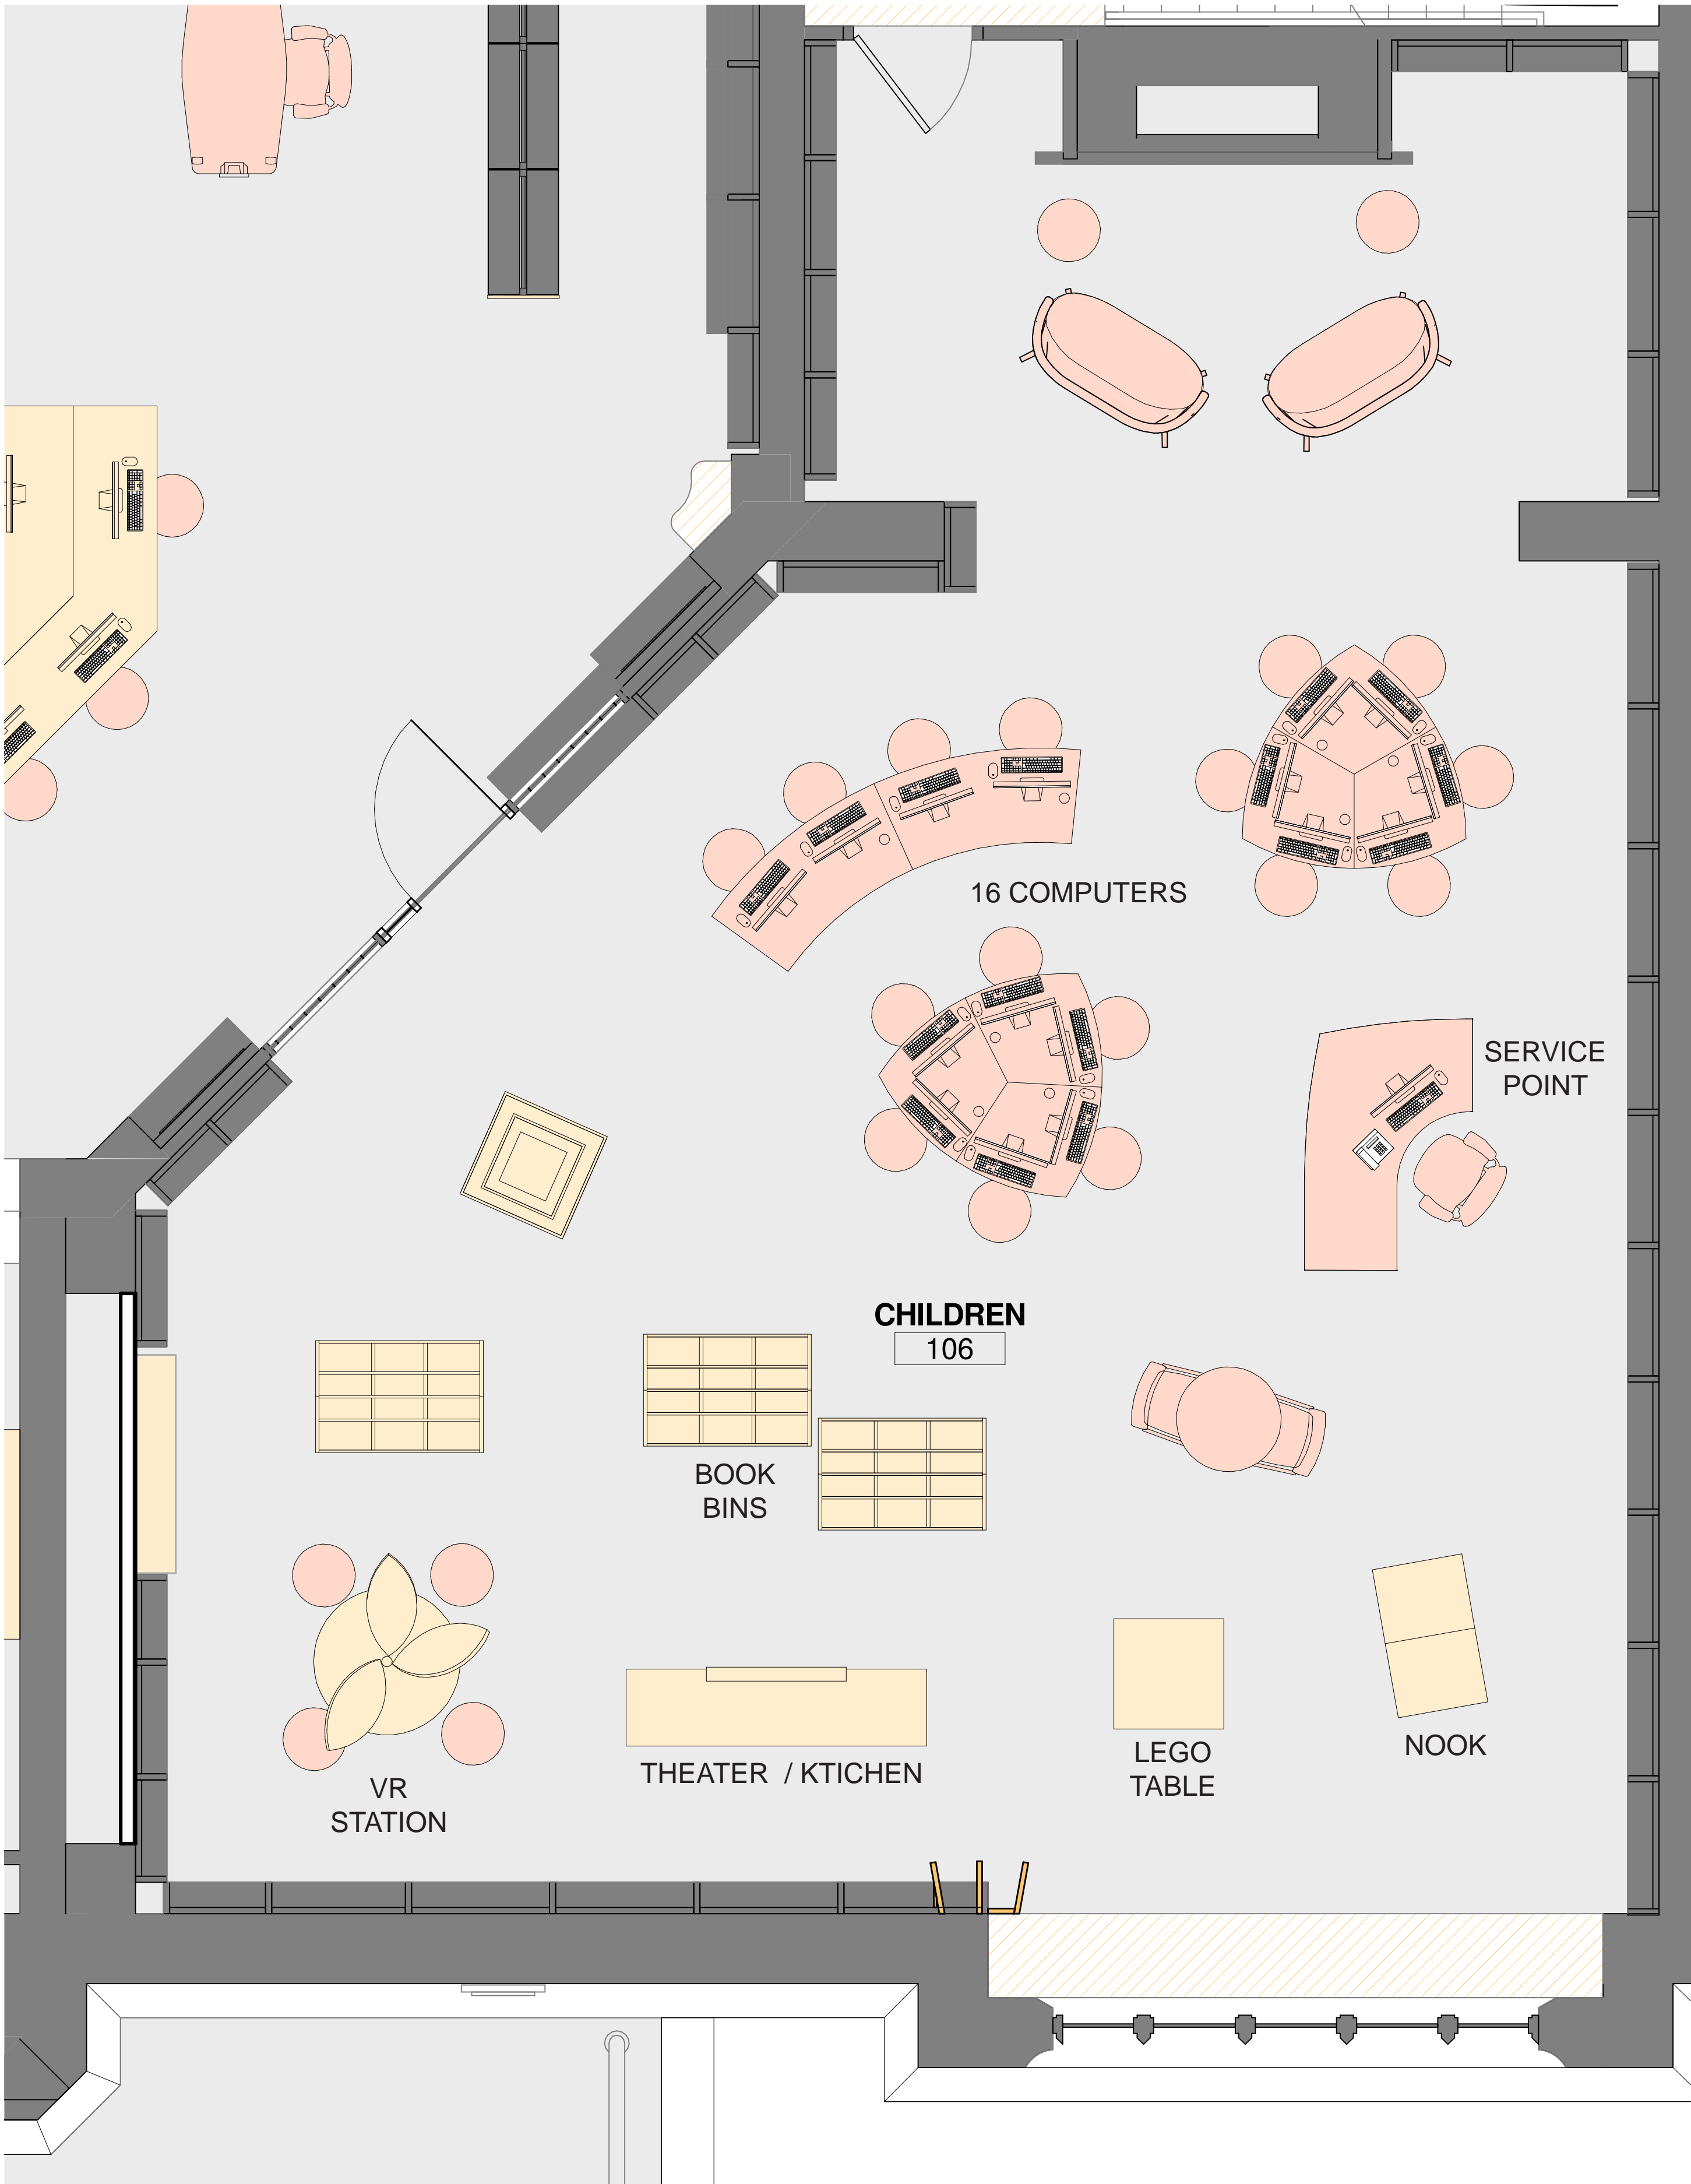 16 COMPUTERS
SERVICE
POINT
CHILDREN
106
BOOK
BINS
VR
STATION
THEATER / KTICHEN
LEGO
TABLE
NOOK